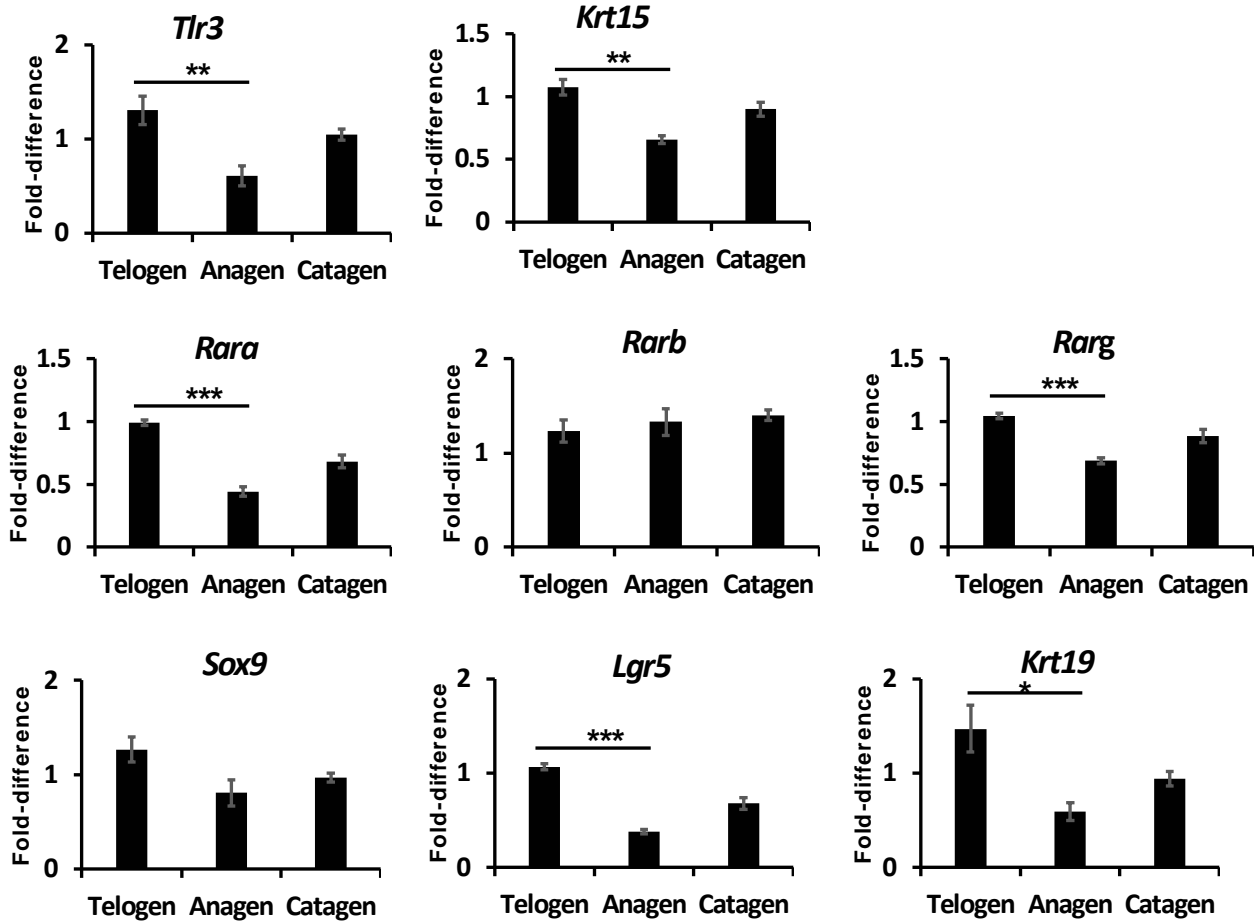 Tlr3
Fold-difference
2
1
0
**
Telogen Anagen Catagen
Krt15
Fold-difference
1.5
1
0.5
0
**
Telogen Anagen Catagen
Rara
Fold-difference
1.5
1
0.5
0
***
Telogen Anagen Catagen
Rarb
Fold-difference
2
1
0
Telogen Anagen Catagen
Rarg
Fold-difference
1.5
1
0.5
0
***
Telogen Anagen Catagen
Sox9
Fold-difference
2
1
0
Telogen Anagen Catagen
Lgr5
Fold-difference
2
1
0
***
Telogen Anagen Catagen
Krt19
Fold-difference
2
1
0
*
Telogen Anagen Catagen